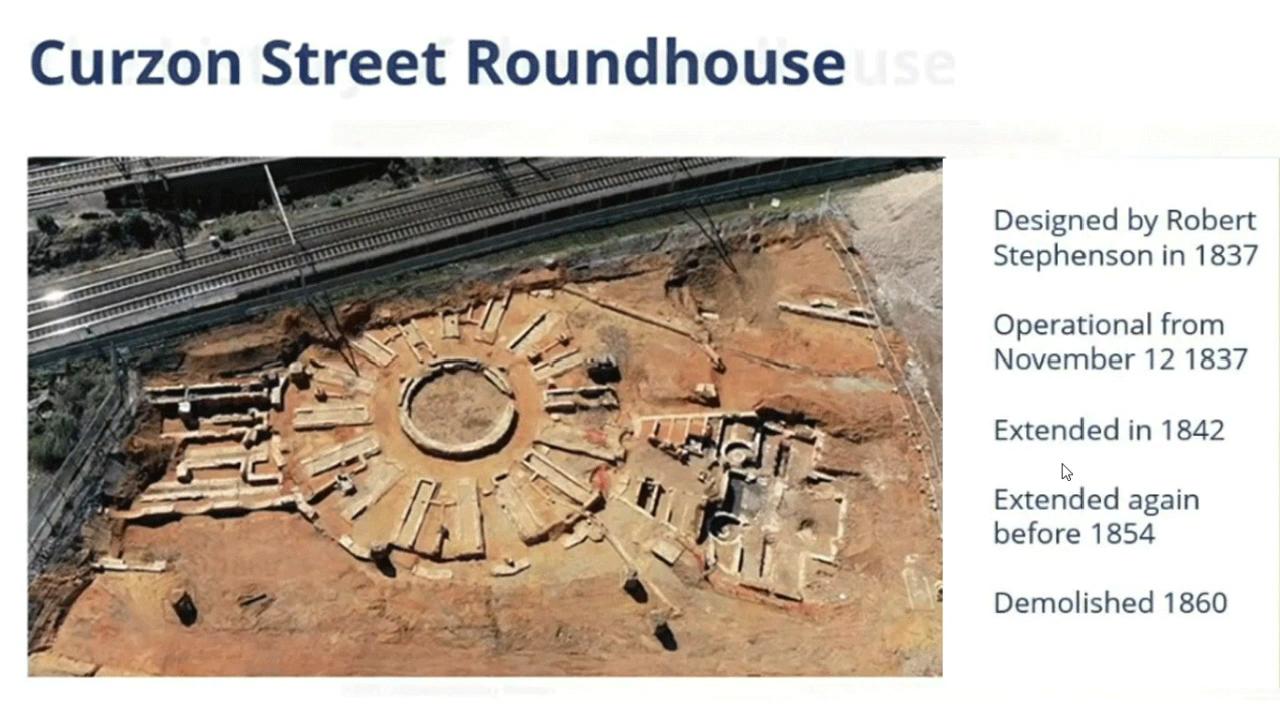 Curzon Street Roundhouse
Designed by Robert
Stephenson in 1837
Operational from
November 12 1837
Extended in 1842
Extended again
before 1854
Demolished 1860